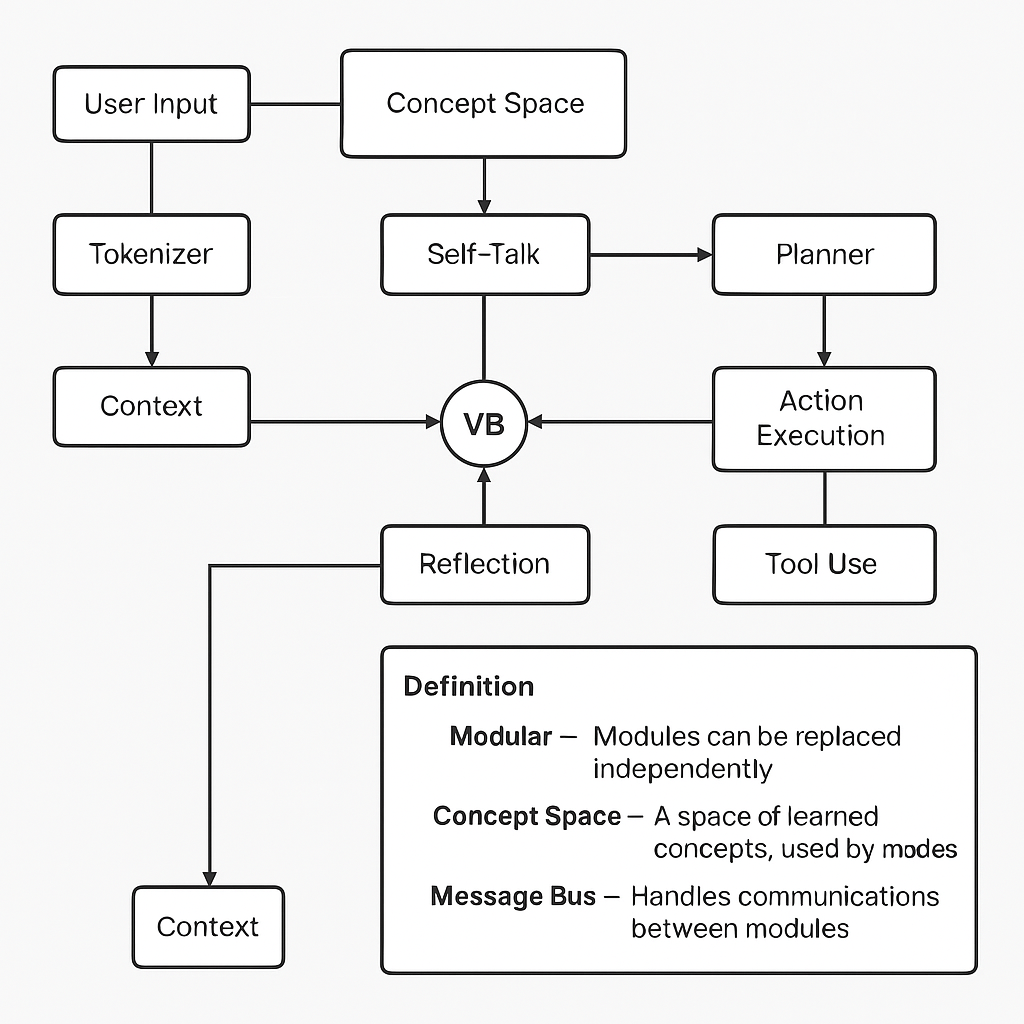 User Input
Concept Space
Tokenizer
Self-Talk
Planner
Context
VB
Action
Execution
Reflection
Tool Use
Definition
Modular – Modules can be replaced
independently
Concept Space – A space of learned
concepts, used by modes
Message Bus – Handles communications
between modules
Context